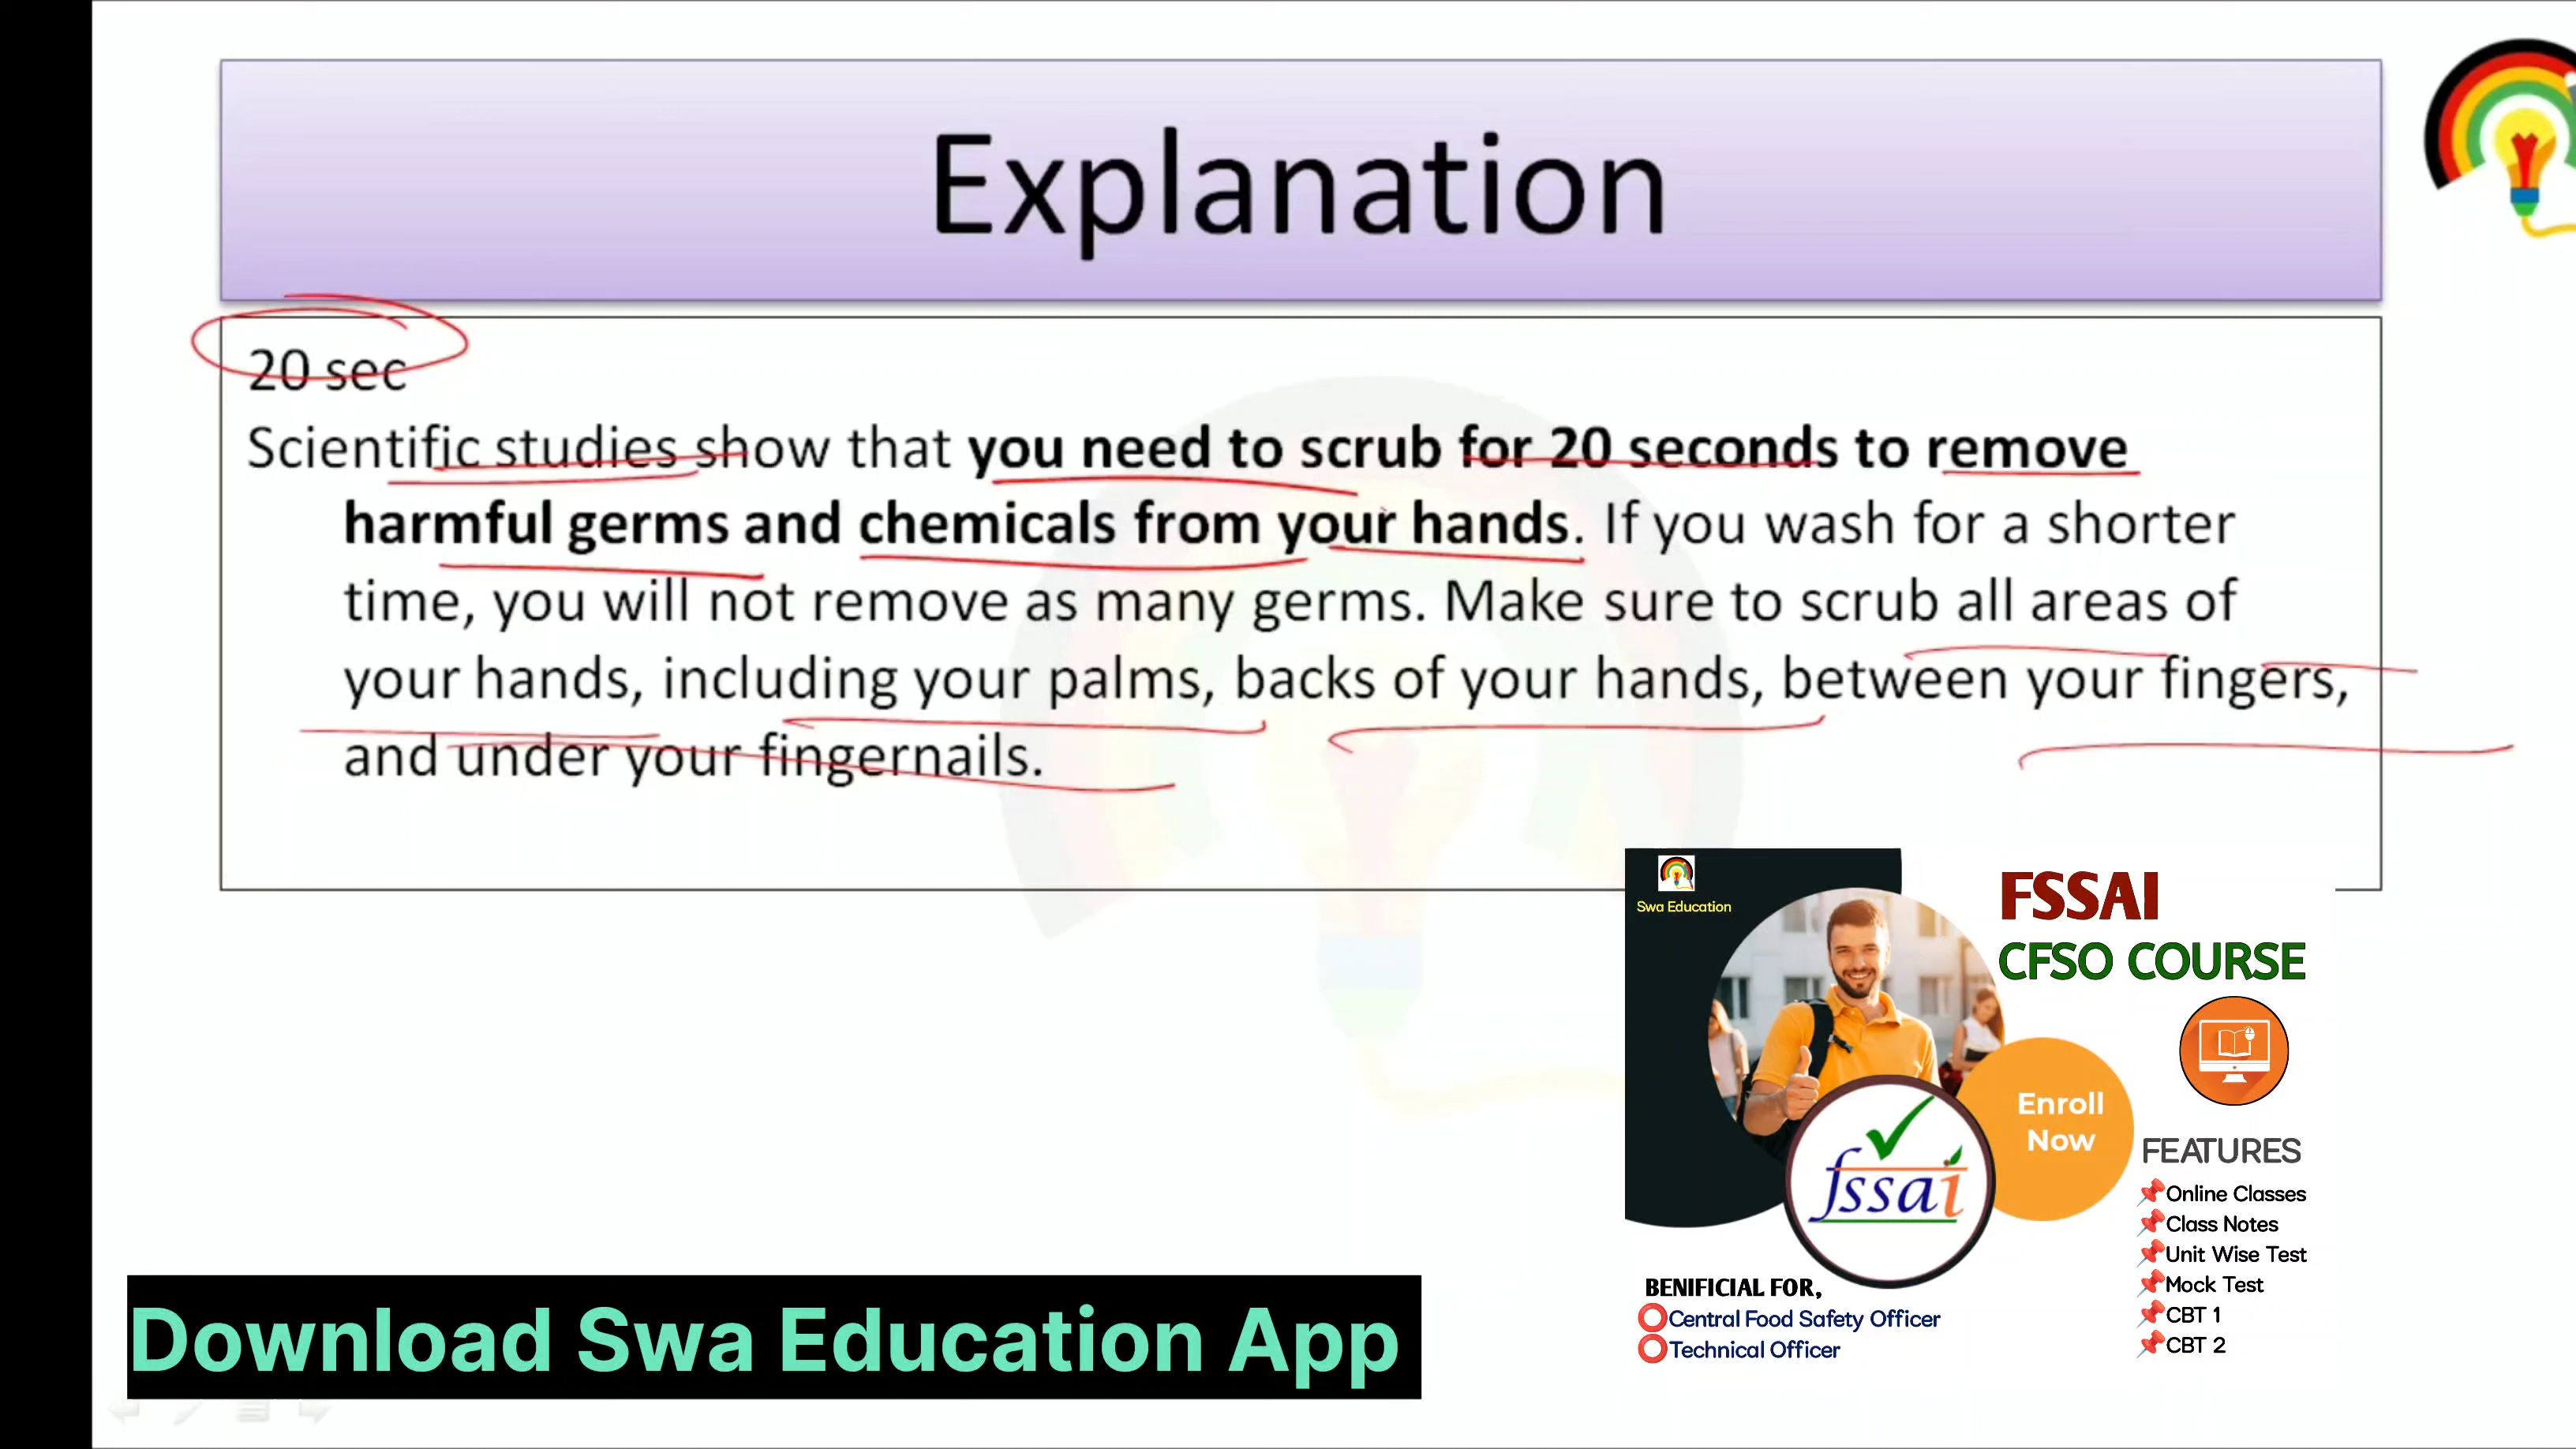 Explanation
20 sec
Scientific studies show that you need to scrub for 20 seconds to remove
harmful germs and chemicals from your hands. If you wash for a shorter
time, you will not remove as many germs. Make sure to scrub all areas of
your hands, including your palms, backs of your hands, between your fingers,
and under your fingernails.
Swa Education
FSSAI
CFSO COURSE
Enroll
Now
fssai
FEATURES
Online Classes
Class Notes
Unit Wise Test
Mock Test
CBT 1
CBT 2
BENIFICIAL FOR,
Central Food Safety Officer
Technical Officer
Download Swa Education App